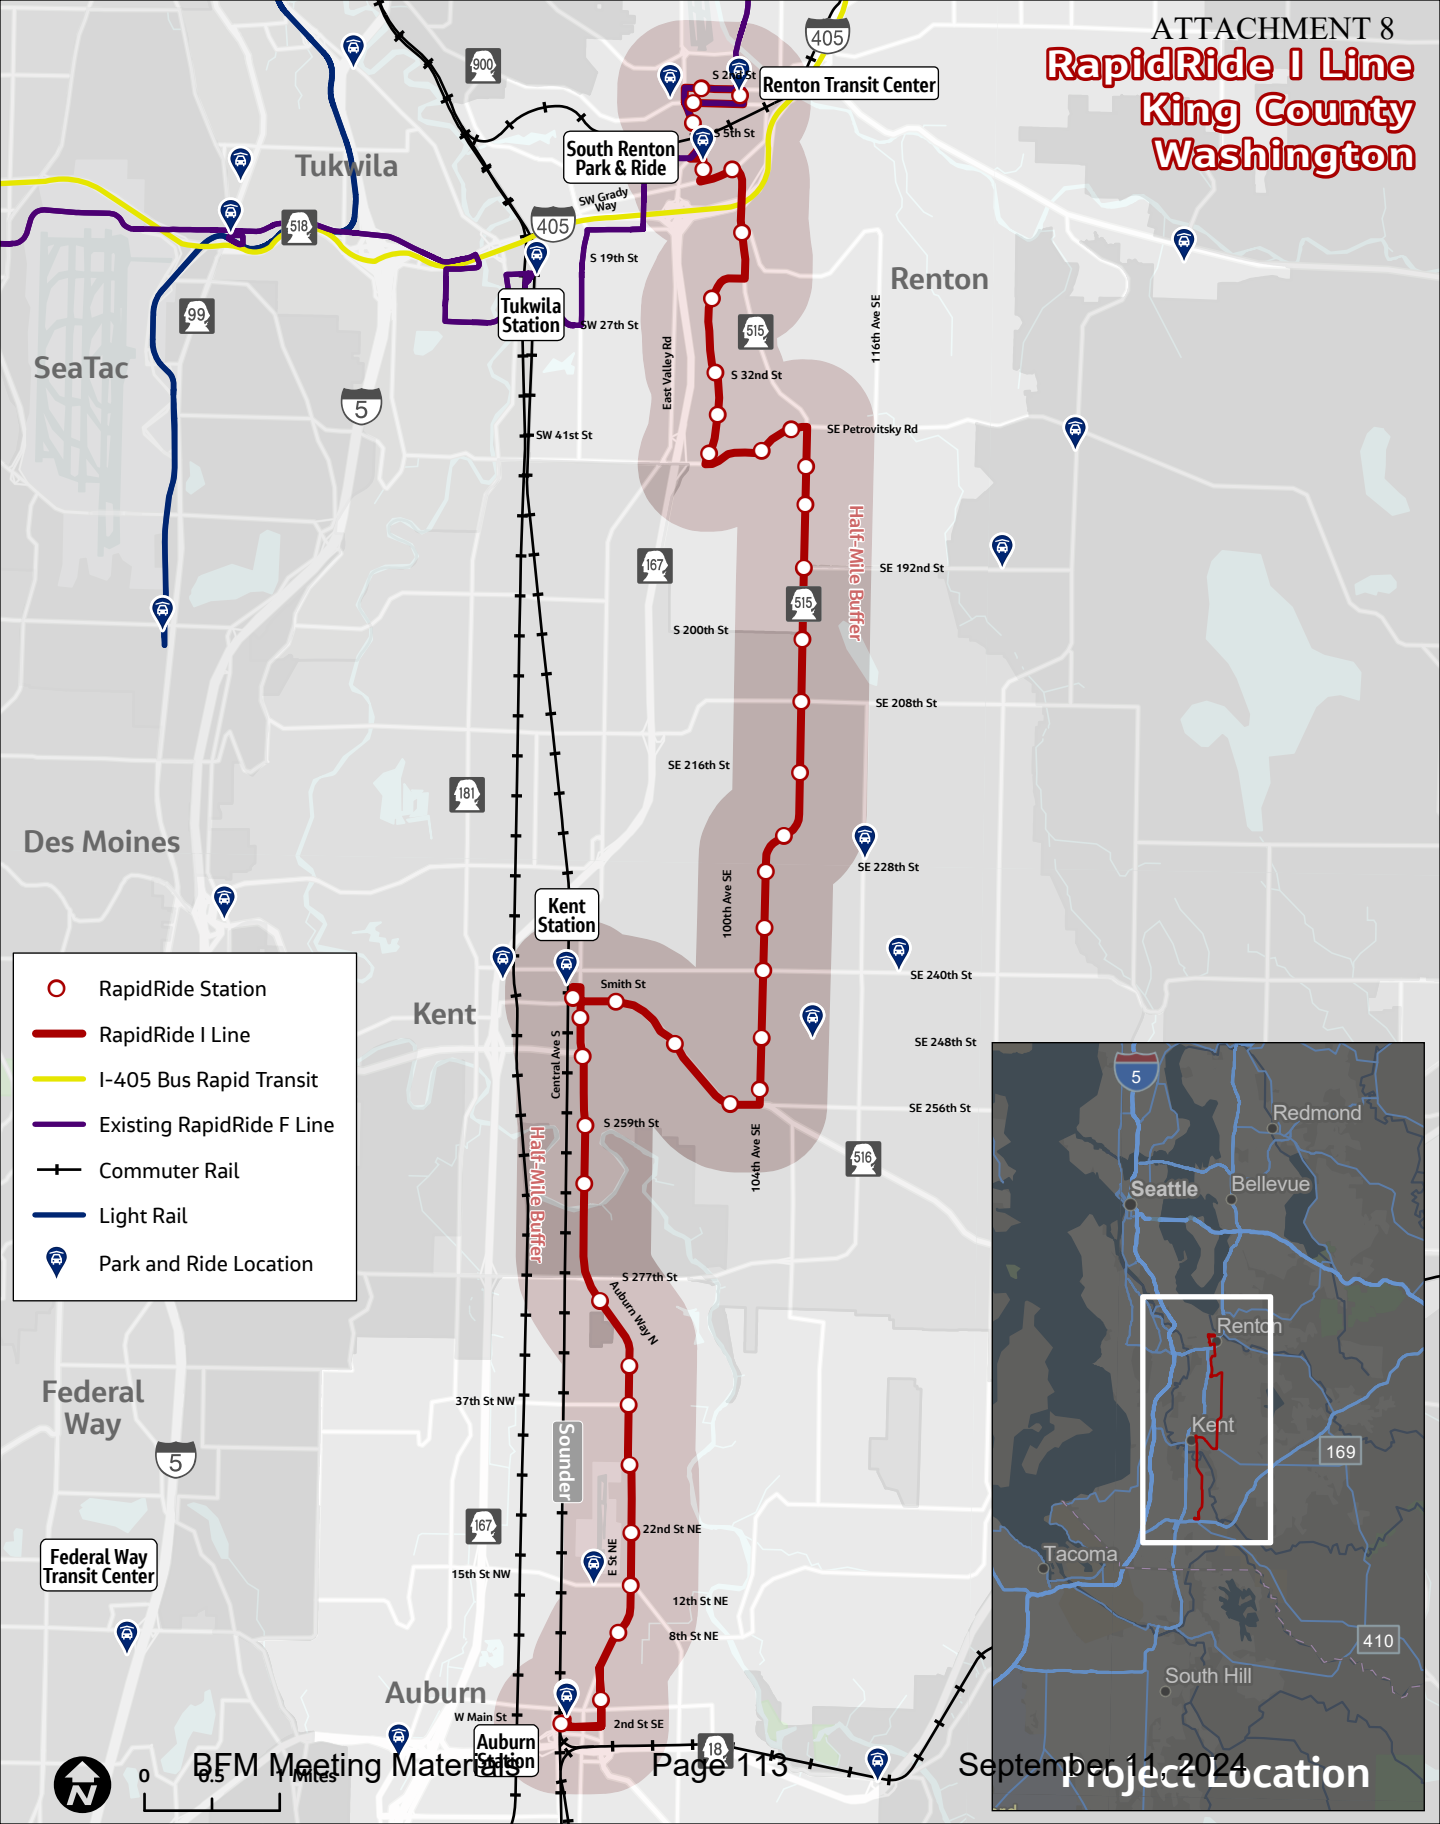 ATTACHMENT 8
RapidRide I Line
King County
Washington
405
900
S 2nd St
Renton Transit Center
S 5th St
South Renton
Park & Ride
Tukwila
SW Grady
Way
518
405
S 19th St
Renton
Tukwila
Station
SW 27th St
99
515
116th Ave SE
SeaTac
East Valley Rd
S 32nd St
5
SW 41st St
SE Petrovitsky Rd
Half-Mile Buffer
167
SE 192nd St
515
S 200th St
SE 208th St
SE 216th St
181
Des Moines
SE 228th St
100th Ave SE
Kent
Station
SE 240th St
Smith St
Kent
Central Ave S
SE 248th St
SE 256th St
S 259th St
104th Ave SE
516
Half-Mile Buffer
RapidRide Station
RapidRide I Line
I-405 Bus Rapid Transit
Existing RapidRide F Line
Commuter Rail
Light Rail
Park and Ride Location
S 277th St
Auburn Way N
Federal
Way
37th St NW
5
Sounder
167
22nd St NE
E St NE
Federal Way
Transit Center
15th St NW
12th St NE
8th St NE
Auburn
W Main St
2nd St SE
Auburn
Station
18
N
0 0.5 1 Miles
5
Redmond
Seattle
Bellevue
Renton
Kent
169
Tacoma
410
South Hill
Project Location
BFM Meeting Materials
Page 113
September 11, 2024